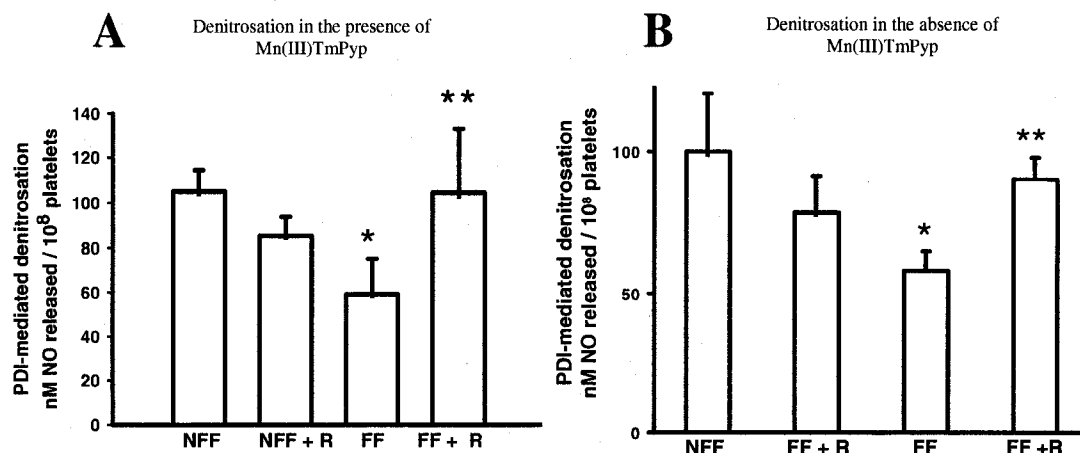 A
Denitrosation in the presence of
Mn(III)TmPyp
PDI-mediated denitrosation
nM NO released / 10⁸ platelets
140
120
100
80
60
40
20
0
*
**
NFF
NFF + R
FF
FF + R
B
Denitrosation in the absence of
Mn(III)TmPyp
PDI-mediated denitrosation
nM NO released / 10⁸ platelets
100
50
0
*
**
NFF
FF + R
FF
FF +R